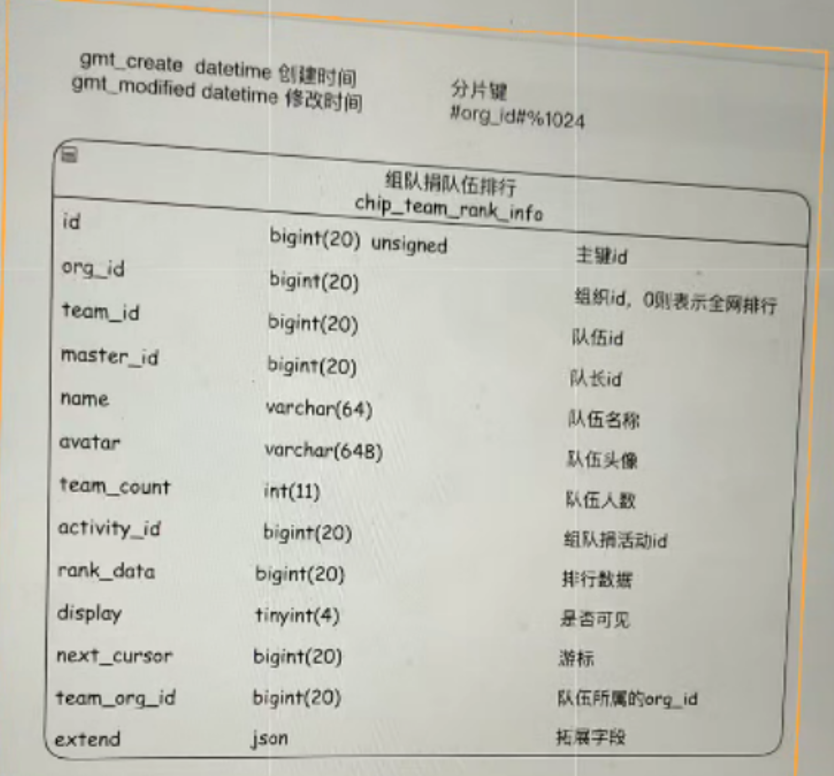 gmt_create datetime 创建时间
gmt_modified datetime 修改时间
分片键
#org_id#%1024
组队捐队伍排行
chip_team_rank_info
id bigint(20) unsigned 主键id
org_id bigint(20) 组织id，0则表示全网排行
team_id bigint(20) 队伍id
master_id bigint(20) 队长id
name varchar(64) 队伍名称
avatar varchar(648) 队伍头像
team_count int(11) 队伍人数
activity_id bigint(20) 组队捐活动id
rank_data bigint(20) 排行数据
display tinyint(4) 是否可见
next_cursor bigint(20) 游标
team_org_id bigint(20) 队伍所属的org_id
extend json 拓展字段